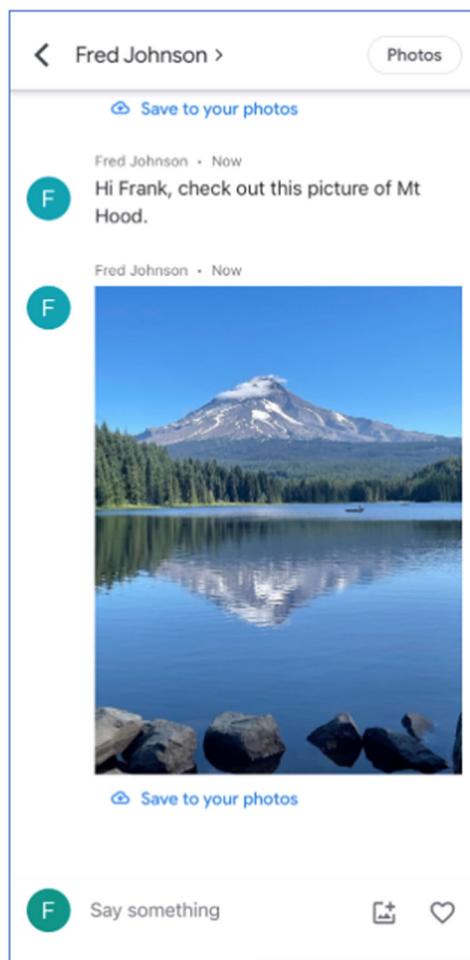 Fred Johnson >
Photos
Save to your photos
Fred Johnson • Now
F
Hi Frank, check out this picture of Mt
Hood.
Fred Johnson • Now
F
Save to your photos
F
Say something